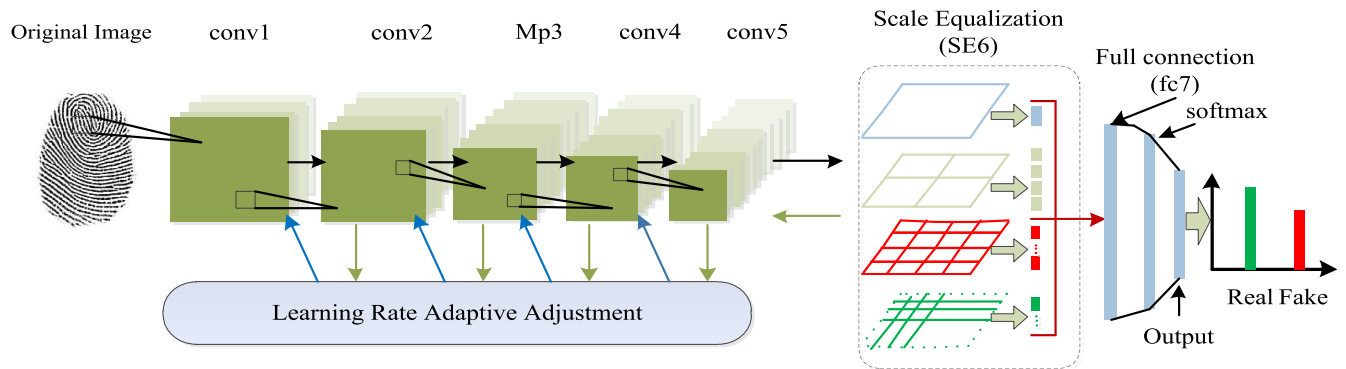 Original Image
conv1
conv2
Mp3
conv4
conv5
Scale Equalization
(SE6)
Full connection
(fc7)
softmax
Learning Rate Adaptive Adjustment
Real Fake
Output